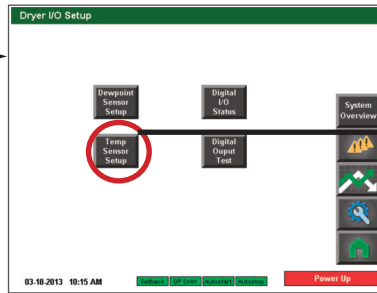 Dryer I/O Setup
Dewpoint
Sensor
Setup
Digital
I/O
Status
System
Overview
Temp
Sensor
Setup
Digital
Ouput
Test
03-18-2013 10:15 AM
Setback
DP Cntrl
Autostart
Autostop
Power Up